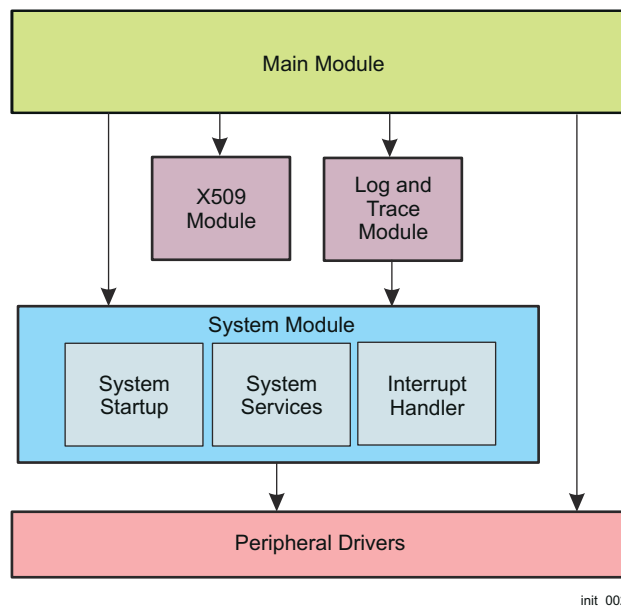 Main Module
X509
Module
Log and
Trace
Module
System Module
System
Startup
System
Services
Interrupt
Handler
Peripheral Drivers